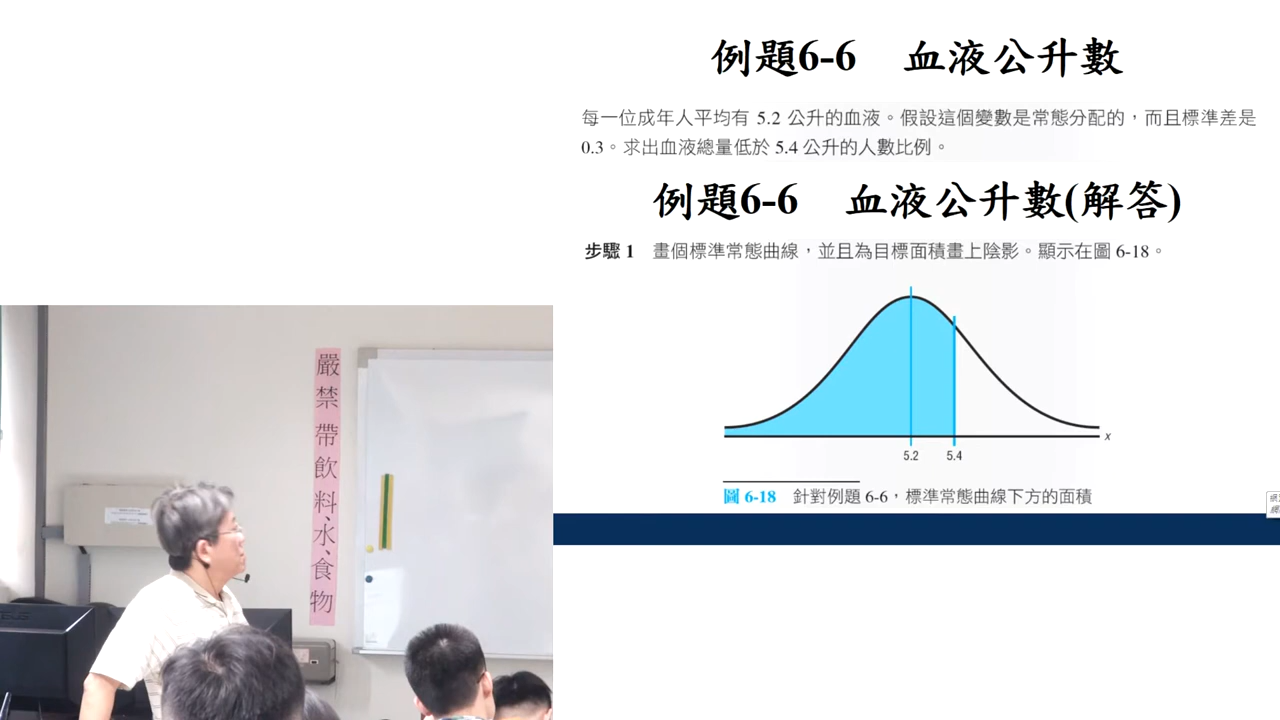 例題6-6 血液公升數
每一位成年人平均有 5.2 公升的血液。假設這個變數是常態分配的，而且標準差是
0.3。求出血液總量低於 5.4 公升的人數比例。
例題6-6 血液公升數(解答)
步驟 1 畫個標準常態曲線，並且為目標面積畫上陰影。顯示在圖 6-18。
x
5.2 5.4
圖 6-18 針對例題 6-6，標準常態曲線下方的面積
嚴禁帶飲料、水、食物